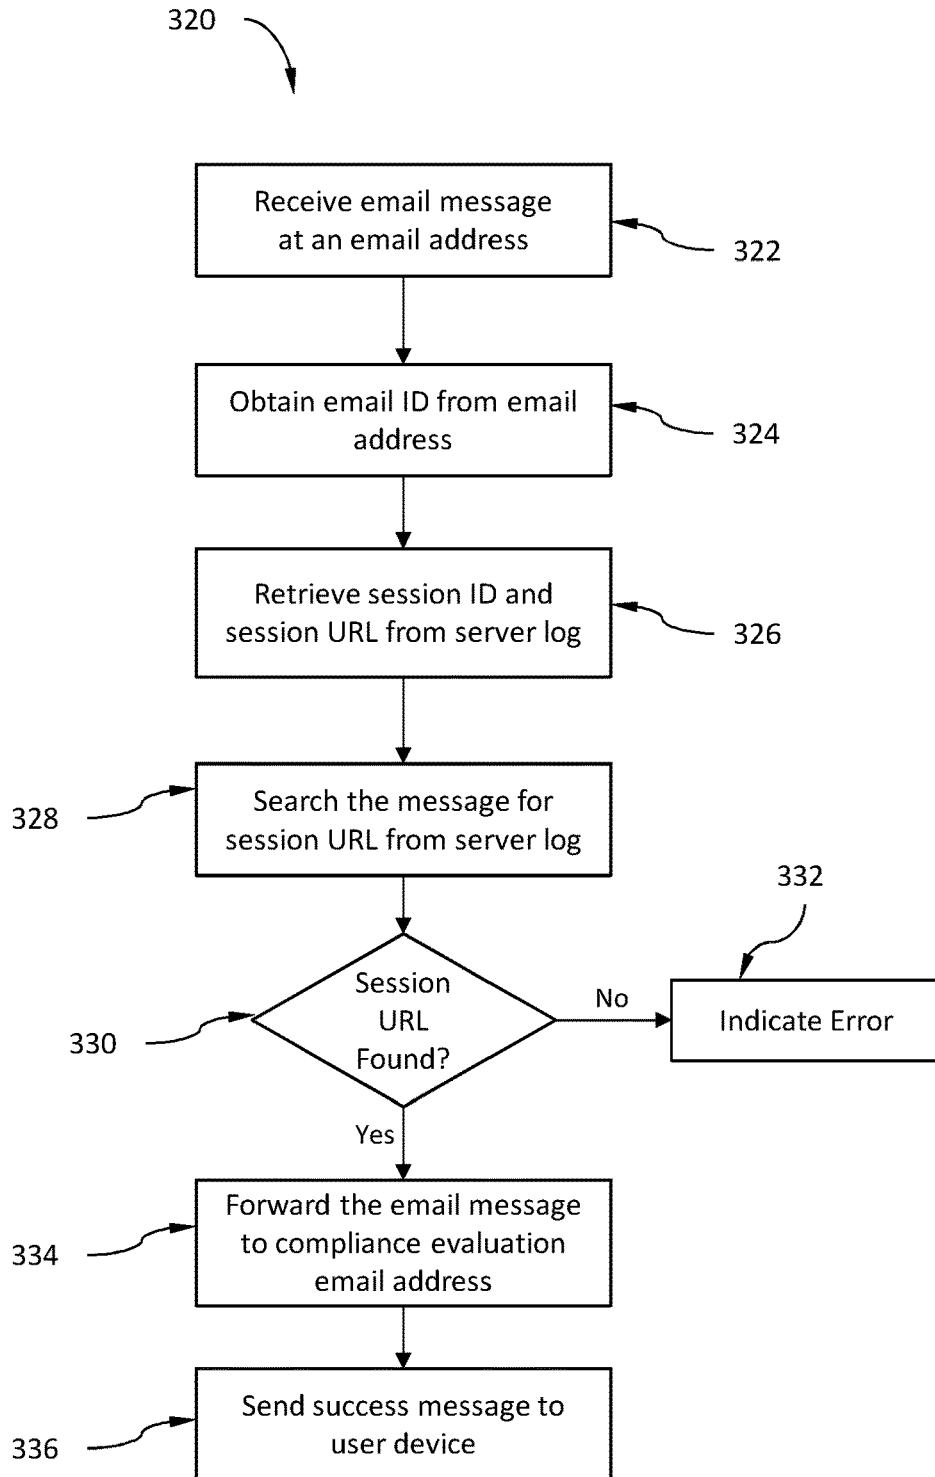 320
Receive email message
at an email address
322
Obtain email ID from email
address
324
Retrieve session ID and
session URL from server log
326
Search the message for
session URL from server log
328
332
Session
URL
Found?
330
No
Indicate Error
Yes
Forward the email message
to compliance evaluation
email address
334
Send success message to
user device
336